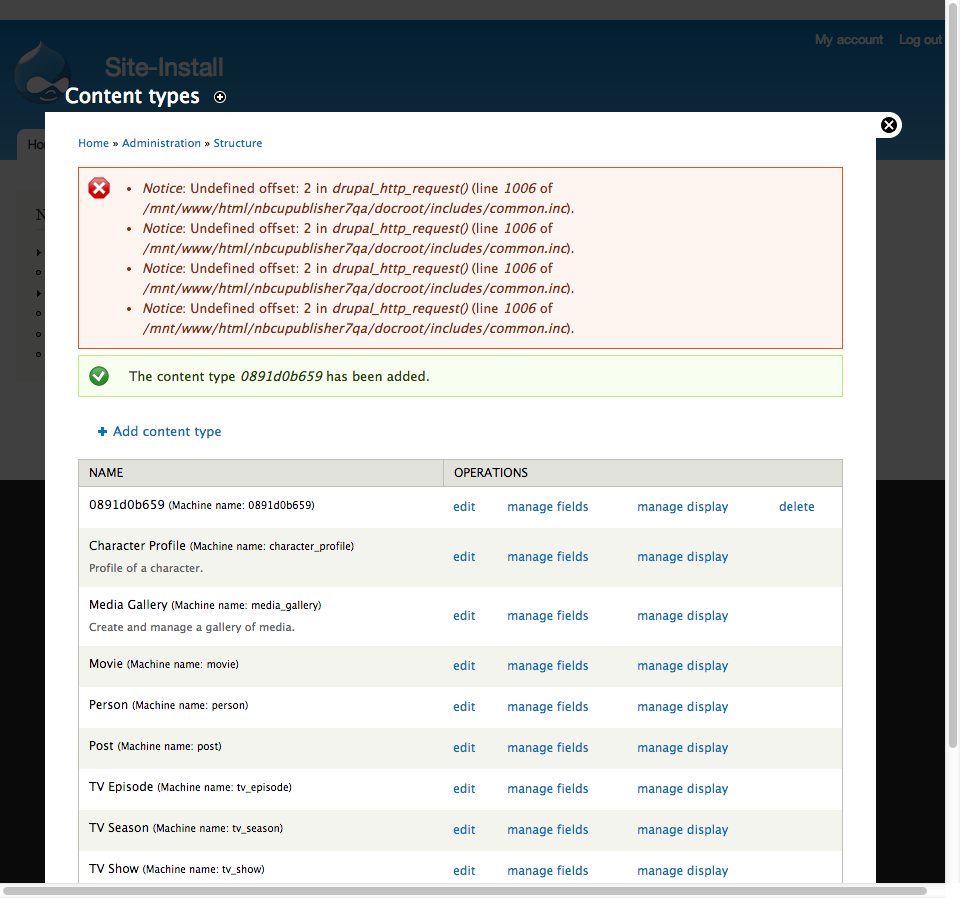 My account Log out
Site-Install
Content types
Home » Administration » Structure
Notice: Undefined offset: 2 in drupal_http_request() (line 1006 of
/mnt/www/html/nbcupublisher7qa/docroot/includes/common.inc).
Notice: Undefined offset: 2 in drupal_http_request() (line 1006 of
/mnt/www/html/nbcupublisher7qa/docroot/includes/common.inc).
Notice: Undefined offset: 2 in drupal_http_request() (line 1006 of
/mnt/www/html/nbcupublisher7qa/docroot/includes/common.inc).
Notice: Undefined offset: 2 in drupal_http_request() (line 1006 of
/mnt/www/html/nbcupublisher7qa/docroot/includes/common.inc).
The content type 0891d0b659 has been added.
Add content type
NAME OPERATIONS
0891d0b659 (Machine name: 0891d0b659) edit manage fields manage display delete
Character Profile (Machine name: character_profile) edit manage fields manage display
Profile of a character.
Media Gallery (Machine name: media_gallery) edit manage fields manage display
Create and manage a gallery of media.
Movie (Machine name: movie) edit manage fields manage display
Person (Machine name: person) edit manage fields manage display
Post (Machine name: post) edit manage fields manage display
TV Episode (Machine name: tv_episode) edit manage fields manage display
TV Season (Machine name: tv_season) edit manage fields manage display
TV Show (Machine name: tv_show) edit manage fields manage display